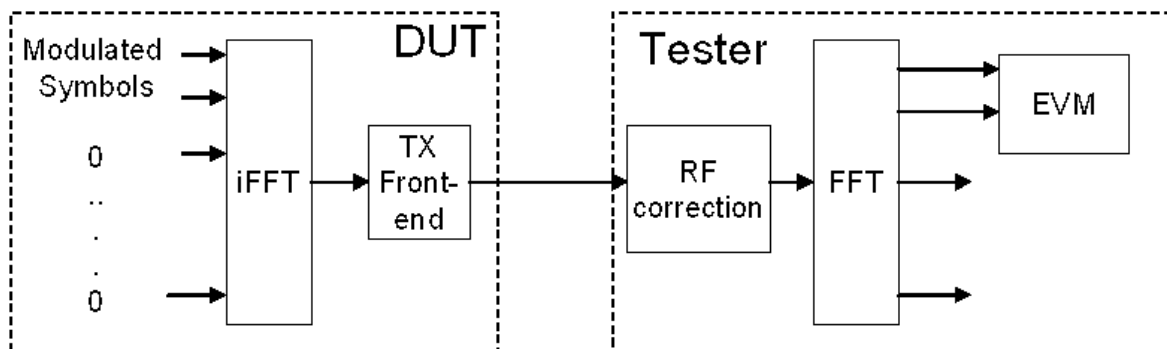 DUT
Modulated
Symbols
0
..
.
.
0
iFFT
TX
Front-
end
Tester
RF
correction
FFT
EVM